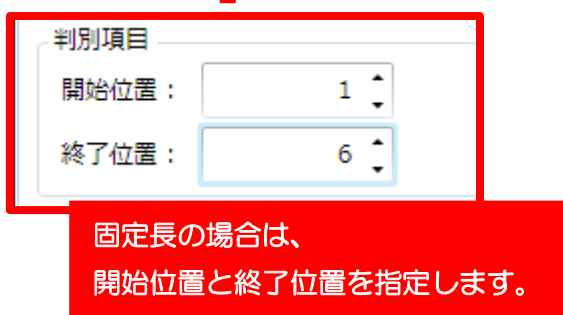 判別項目
開始位置： 1
終了位置： 6
固定長の場合は、
開始位置と終了位置を指定します。